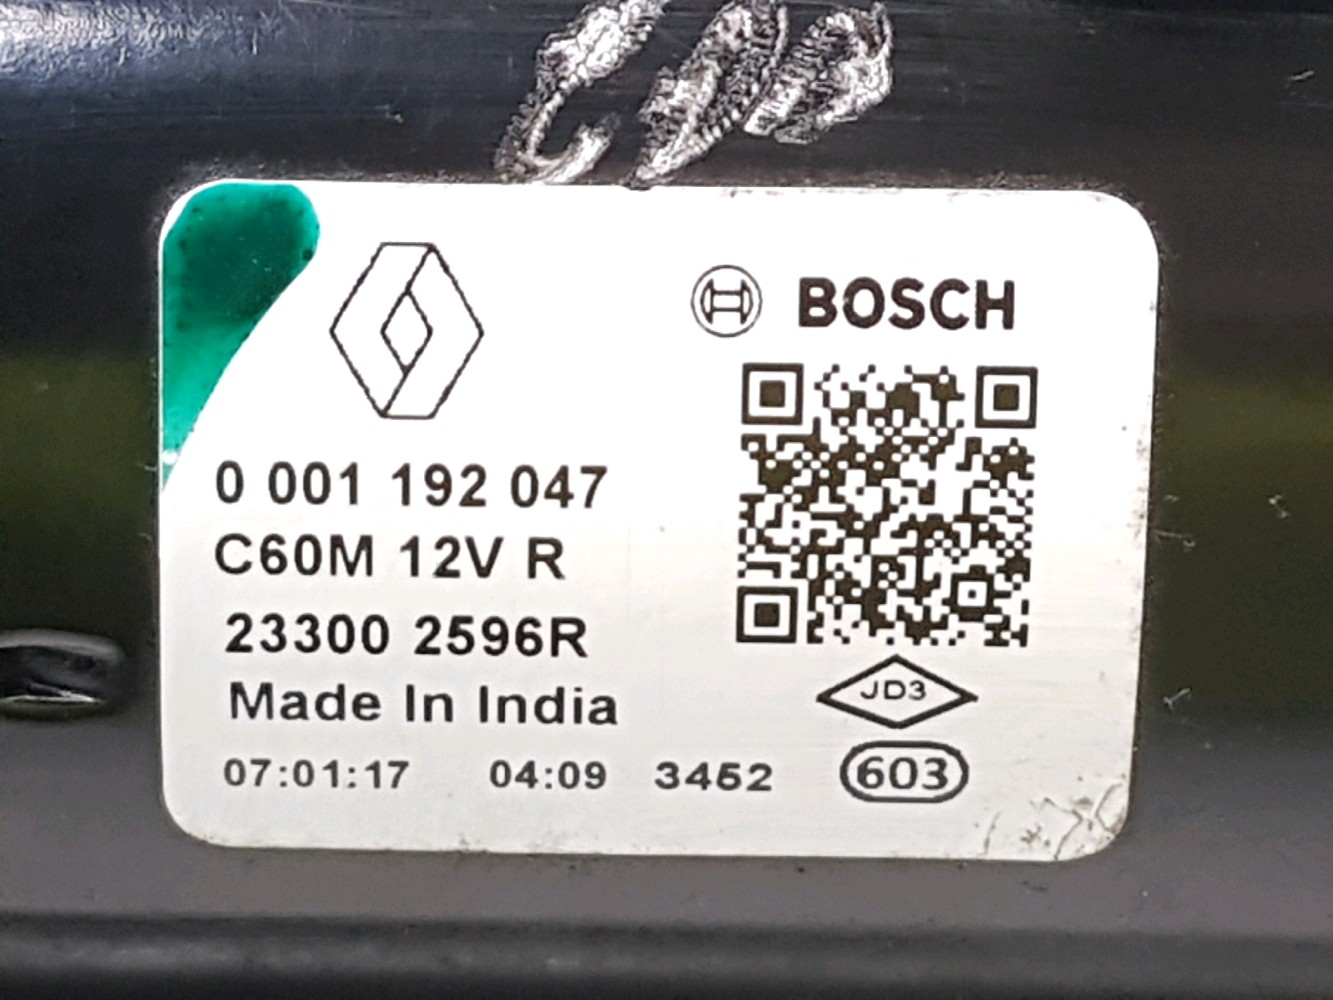 BOSCH
0 001 192 047
C60M 12V R
23300 2596R
Made In India
JD3
07:01:17 04:09 3452 603